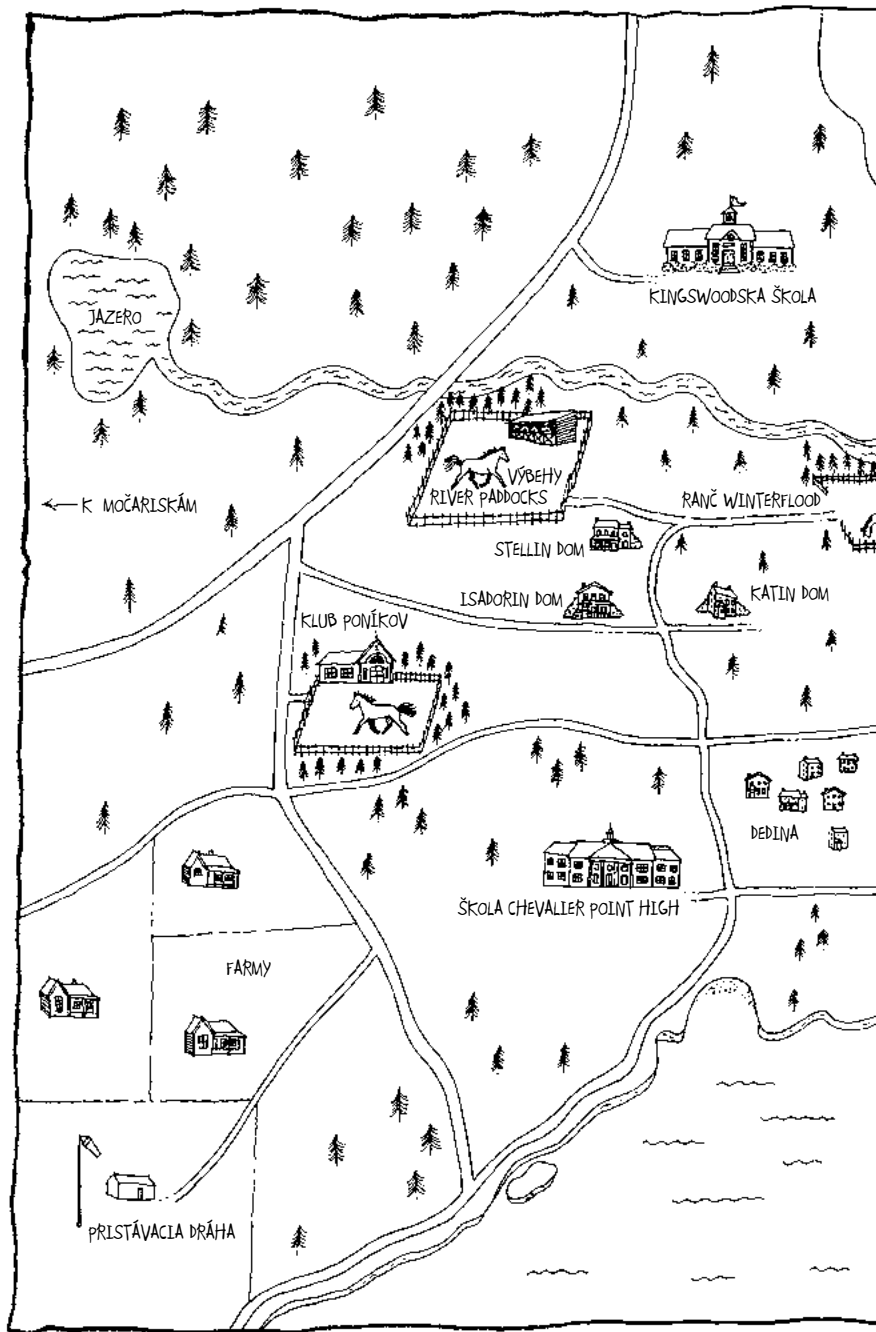 KINGSWOODSKA ŠKOLA
JAZERO
VÝBEHY
RIVER PADDOCKS
RANČ WINTERFLOOD
K MOČARISKÁM
STELLIN DOM
ISADORIN DOM
KATIN DOM
KLUB PONÍKOV
DEDINA
ŠKOLA CHEVALIER POINT HIGH
FARMY
PRISTÁVACIA DRÁHA